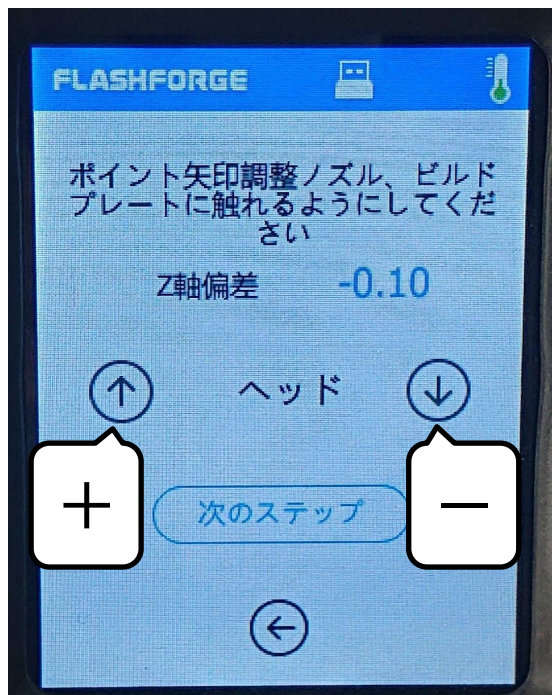 FLASHFORGE
ポイント矢印調整ノズル、ビルド
プレートに触れるようにしてくだ
さい
Z軸偏差 -0.10
↑ ヘッド ↓
+ −
次のステップ
←